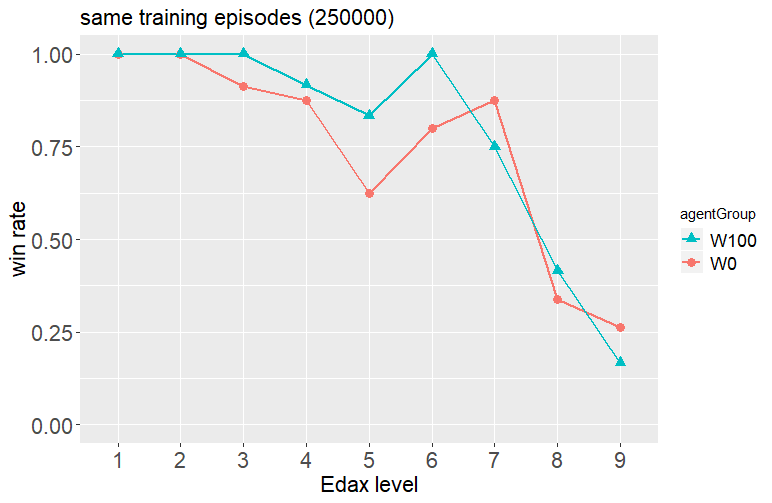 same training episodes (250000)
1.00
0.75
0.50
0.25
0.00
win rate
1 2 3 4 5 6 7 8 9
Edax level
agentGroup
W100
W0